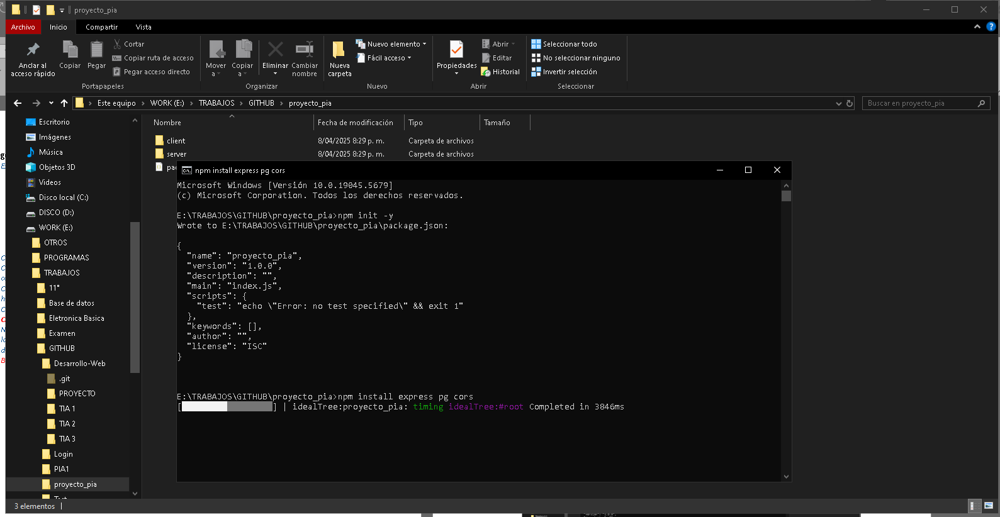 proyecto_pia
Archivo Inicio Compartir Vista
Anclar al acceso rápido
Copiar
Pegar
Cortar
Copiar ruta de acceso
Pegar acceso directo
Portapapeles
Mover a
Copiar a
Eliminar
Cambiar nombre
Organizar
Nueva carpeta
Nuevo elemento
Fácil acceso
Nuevo
Propiedades
Abrir
Editar
Historial
Abrir
Seleccionar todo
No seleccionar ninguno
Invertir selección
Seleccionar
Este equipo > WORK (E:) > TRABAJOS > GITHUB > proyecto_pia
Buscar en proyecto_pia
Escritorio
Imágenes
Música
Objetos 3D
Videos
Disco local (C:)
DISCO (D:)
WORK (E:)
OTROS
PROGRAMAS
TRABAJOS
11°
Base de datos
Eletronica Basica
Examen
GITHUB
Desarrollo-Web
.git
PROYECTO
TIA 1
TIA 2
TIA 3
Login
PIA1
proyecto_pia
Nombre Fecha de modificación Tipo Tamaño
client 8/04/2025 8:29 p. m. Carpeta de archivos
server 8/04/2025 8:29 p. m. Carpeta de archivos
npm install express pg cors
Microsoft Windows [Versión 10.0.19045.5679]
(c) Microsoft Corporation. Todos los derechos reservados.
E:\TRABAJOS\GITHUB\proyecto_pia>npm init -y
Wrote to E:\TRABAJOS\GITHUB\proyecto_pia\package.json:
{
"name": "proyecto_pia",
"version": "1.0.0",
"description": "",
"main": "index.js",
"scripts": {
"test": "echo \"Error: no test specified\" && exit 1"
},
"keywords": [],
"author": "",
"license": "ISC"
}
E:\TRABAJOS\GITHUB\proyecto_pia>npm install express pg cors
[ ] | idealTree:proyecto_pia: timing idealTree:#root Completed in 3846ms
3 elementos